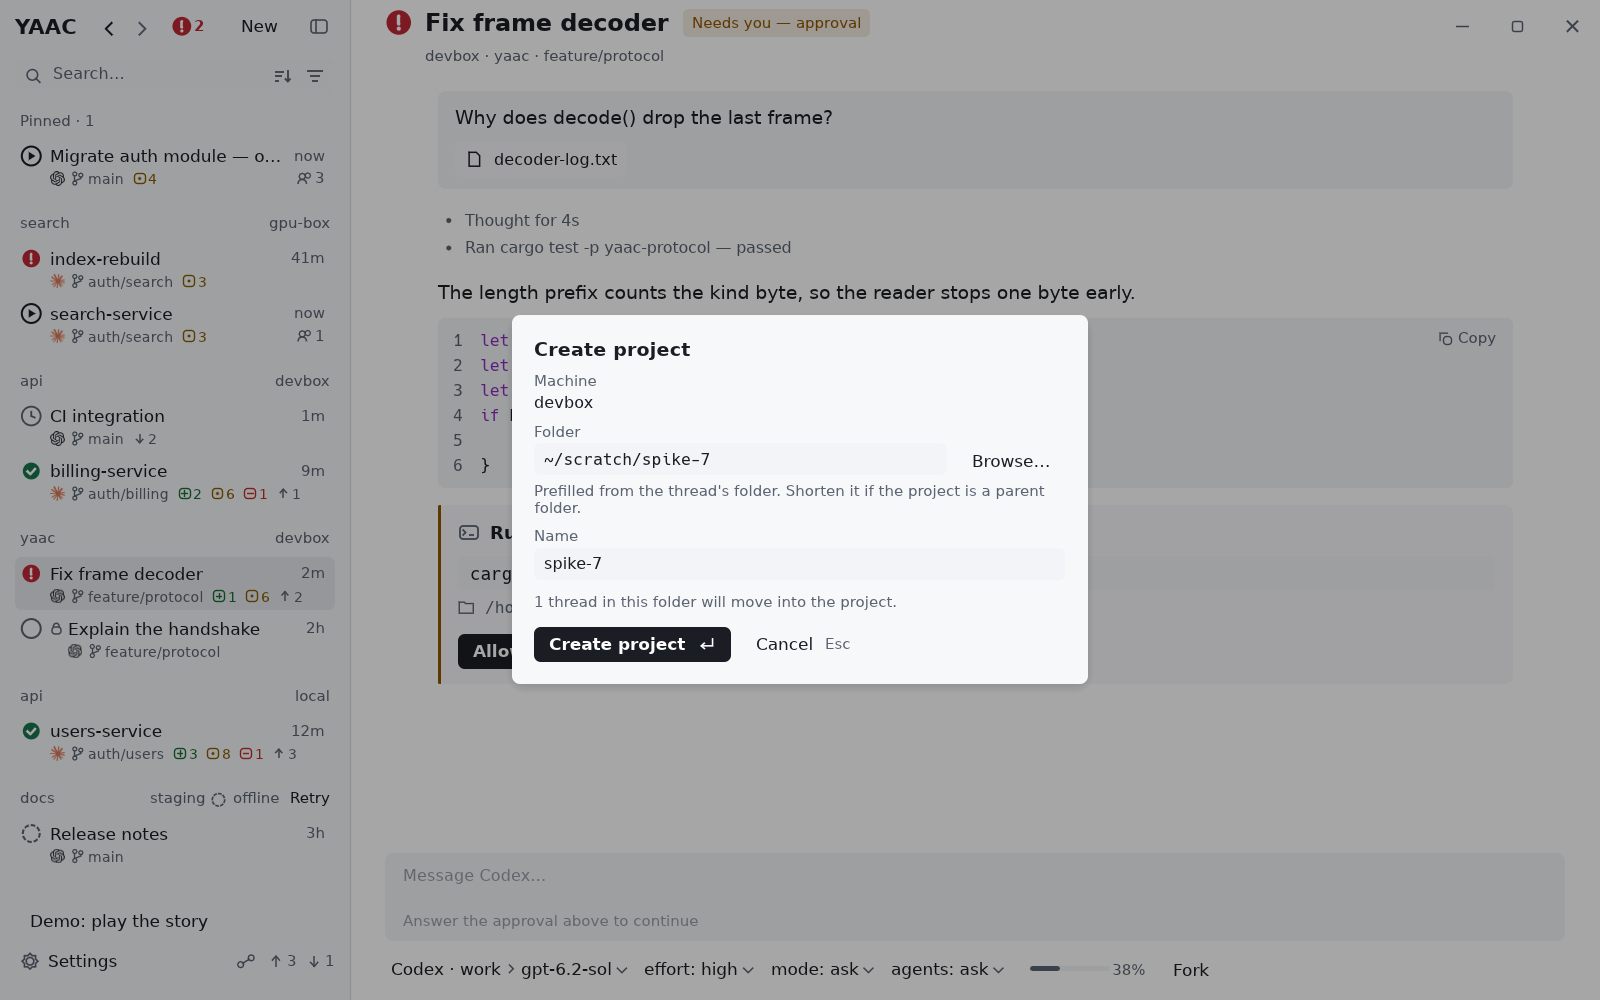 YAAC
2
New
Search…
Pinned · 1
Migrate auth module — o… now
main 4 3
search gpu-box
index-rebuild 41m
auth/search 3
search-service now
auth/search 3 1
api devbox
CI integration 1m
main 2
billing-service 9m
auth/billing 2 6 1 1
yaac devbox
Fix frame decoder 2m
feature/protocol 1 6 2
Explain the handshake 2h
feature/protocol
api local
users-service 12m
auth/users 3 8 1 3
docs staging offline Retry
Release notes 3h
main
Demo: play the story
Settings 3 1
Fix frame decoder Needs you — approval
devbox · yaac · feature/protocol
Why does decode() drop the last frame?
decoder-log.txt
• Thought for 4s
• Ran cargo test -p yaac-protocol — passed
The length prefix counts the kind byte, so the reader stops one byte early.
Copy
1 let
2 let
3 let
4 if
5
6 }
Create project
Machine
devbox
Folder
~/scratch/spike-7 Browse…
Prefilled from the thread's folder. Shorten it if the project is a parent
folder.
Name
spike-7
1 thread in this folder will move into the project.
Create project Cancel Esc
Message Codex…
Answer the approval above to continue
Codex · work gpt-6.2-sol effort: high mode: ask agents: ask 38% Fork